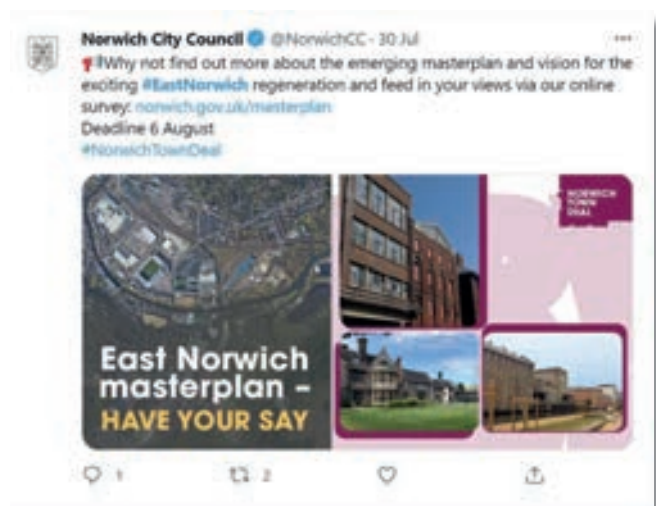 Norwich City Council @NorwichCC - 30 Jul
Why not find out more about the emerging masterplan and vision for the
exciting #EastNorwich regeneration and feed in your views via our online
survey: norwich.gov.uk/masterplan
Deadline 6 August
#NorwichTownDeal
NORWICH
TOWN
DEAL
East Norwich
masterplan –
HAVE YOUR SAY
1
2